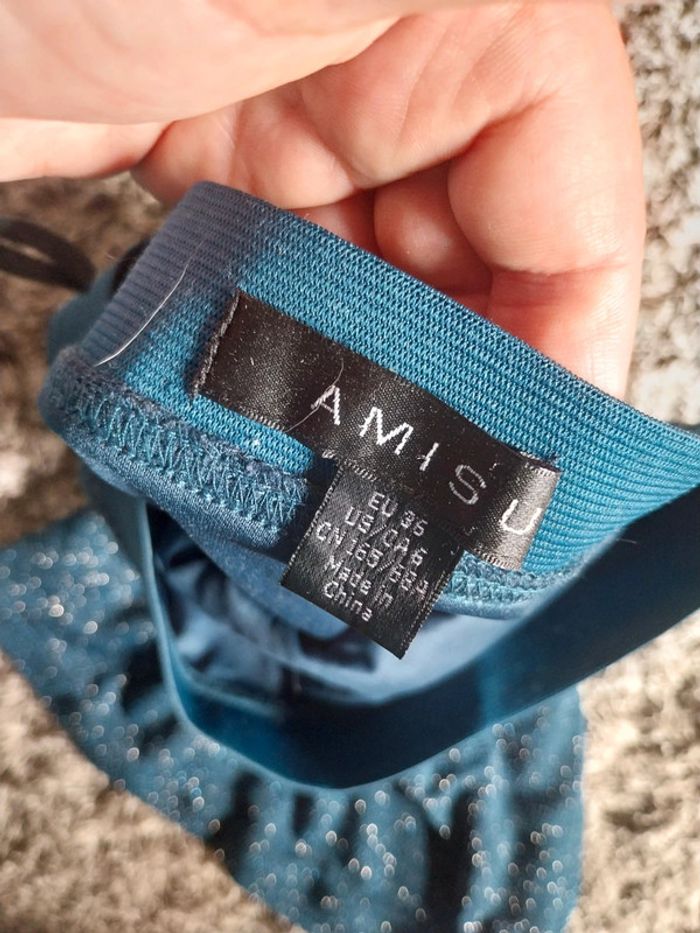 AMISU
EU 36
US/CA 6
CN 165/68A
Made in
China